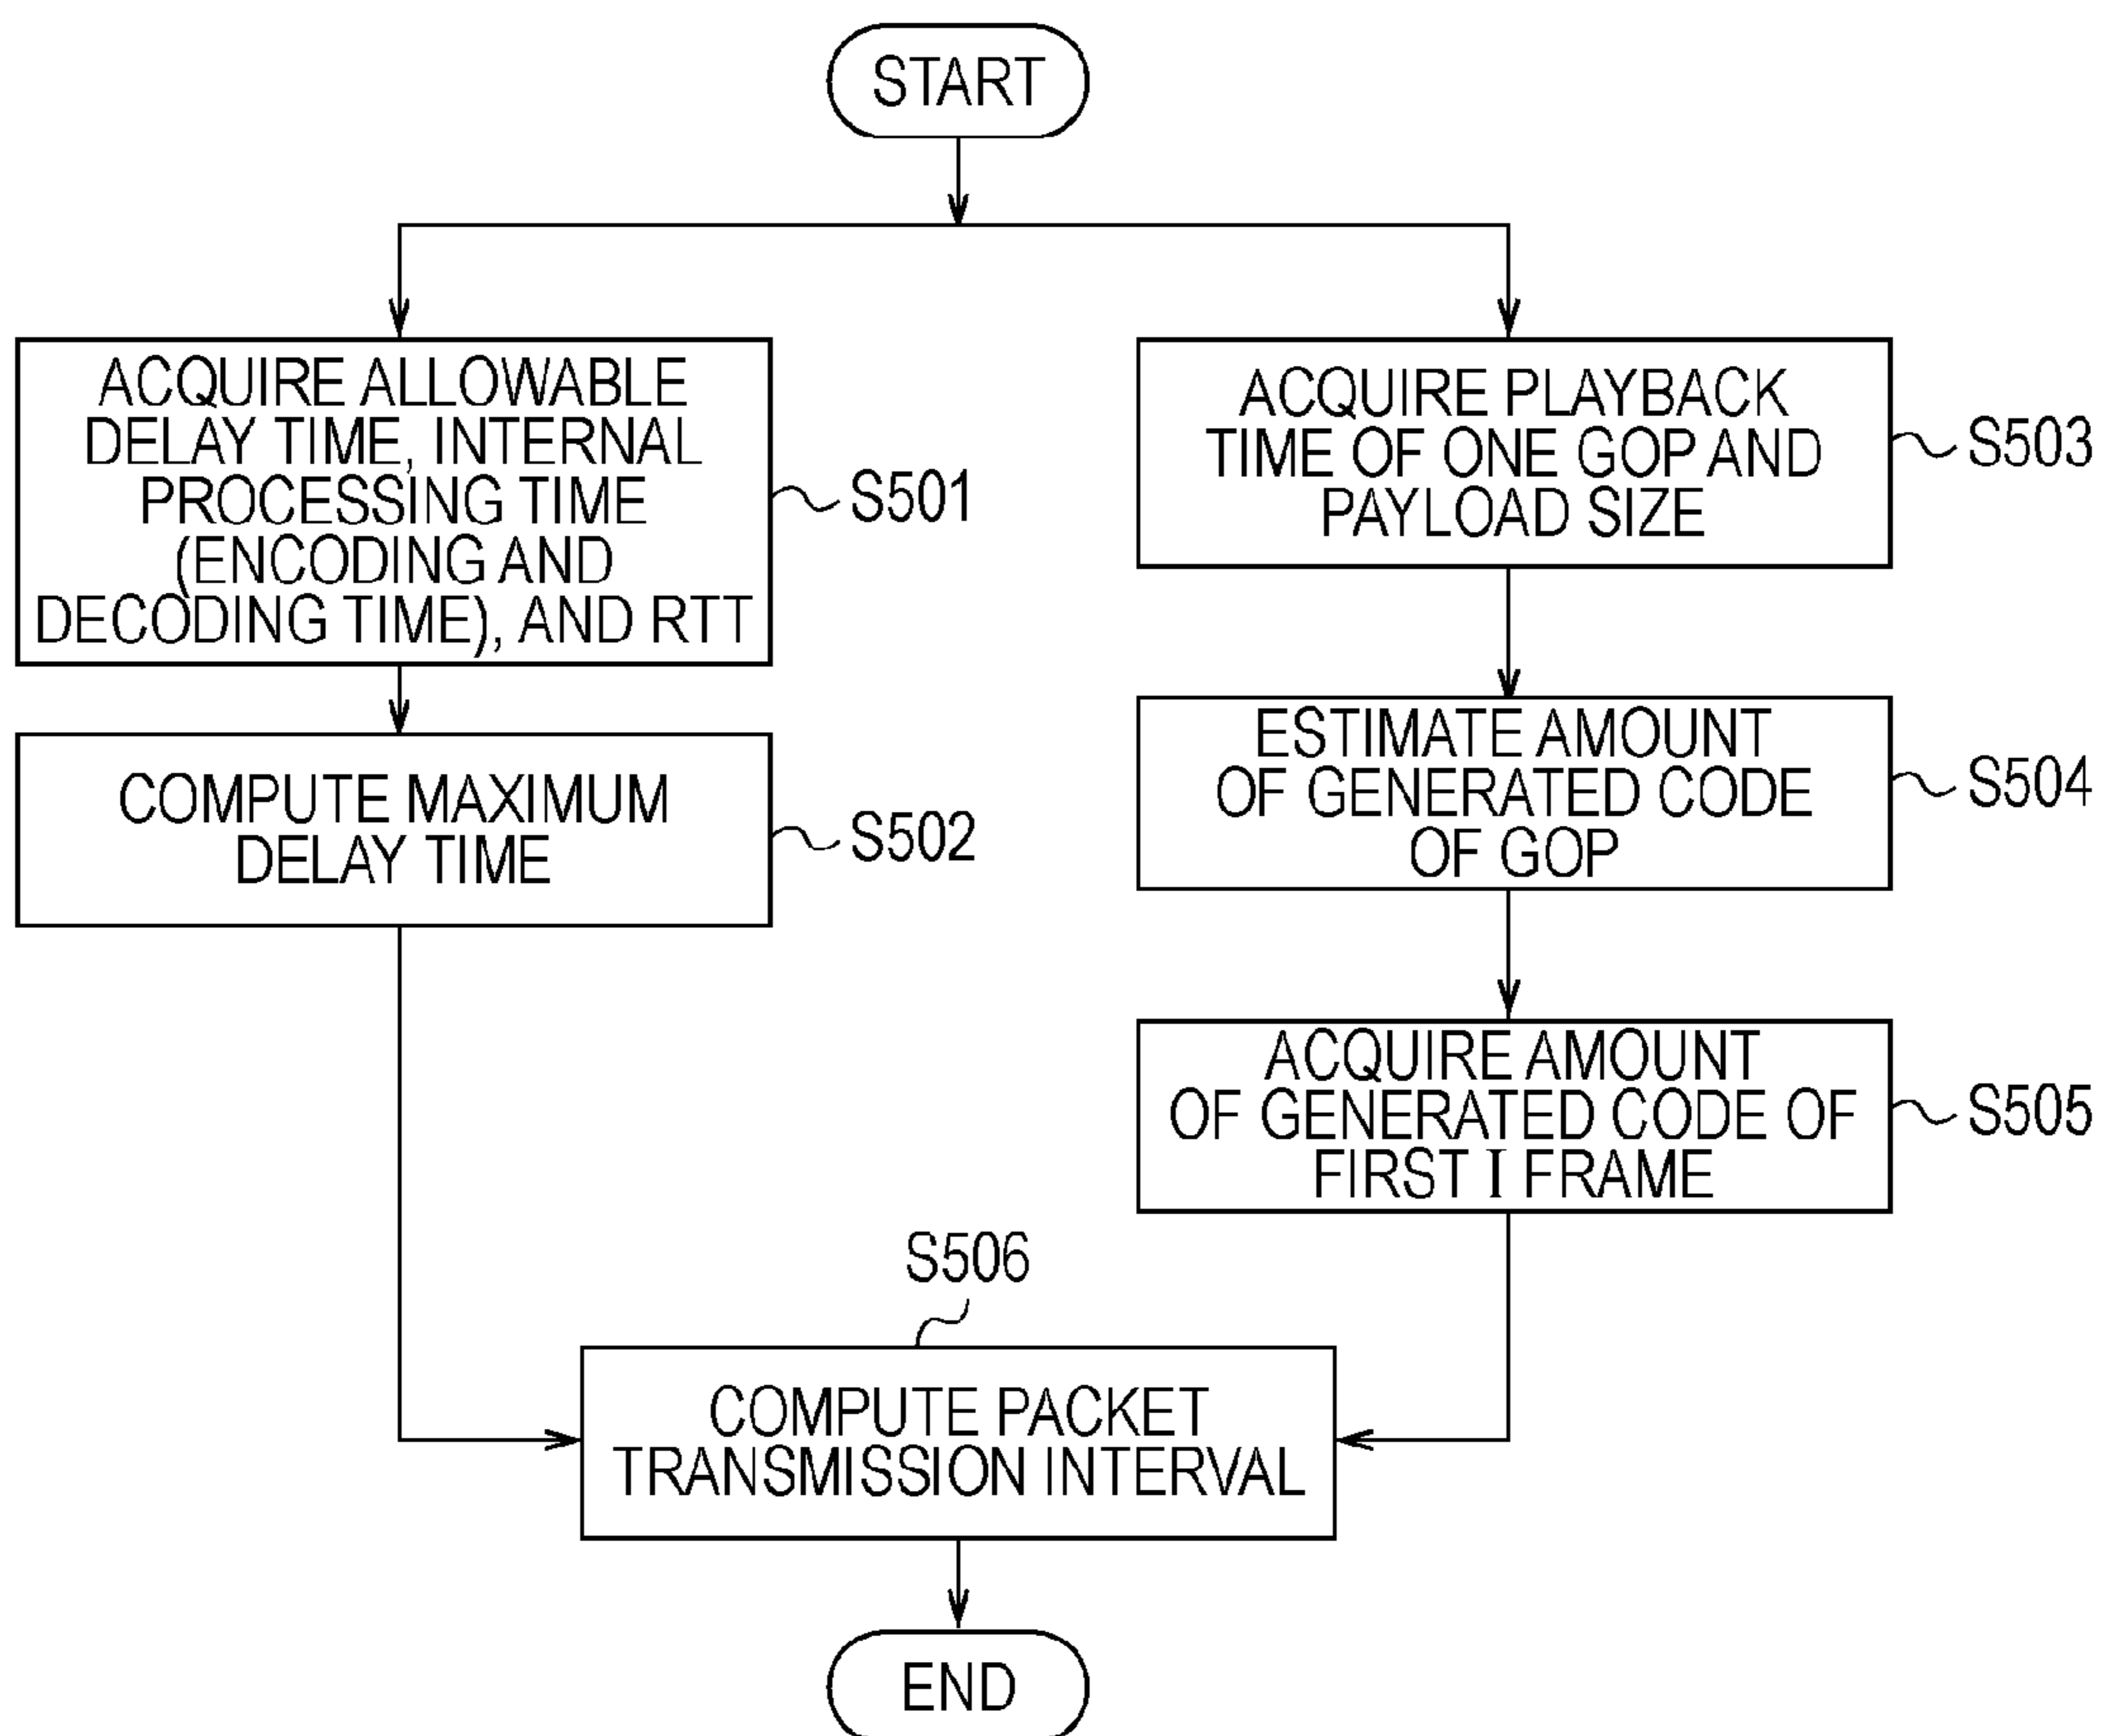 START
ACQUIRE ALLOWABLE
DELAY TIME, INTERNAL
PROCESSING TIME
(ENCODING AND
DECODING TIME), AND RTT
S501
COMPUTE MAXIMUM
DELAY TIME
S502
ACQUIRE PLAYBACK
TIME OF ONE GOP AND
PAYLOAD SIZE
S503
ESTIMATE AMOUNT
OF GENERATED CODE
OF GOP
S504
ACQUIRE AMOUNT
OF GENERATED CODE OF
FIRST I FRAME
S505
S506
COMPUTE PACKET
TRANSMISSION INTERVAL
END